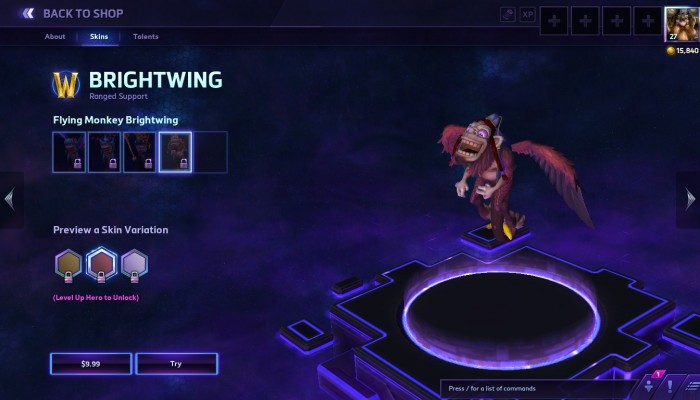 BACK TO SHOP
XP
27
15,840
About
Skins
Talents
W
BRIGHTWING
Ranged Support
Flying Monkey Brightwing
Preview a Skin Variation
(Level Up Hero to Unlock)
$9.99
Try
Press / for a list of commands
1